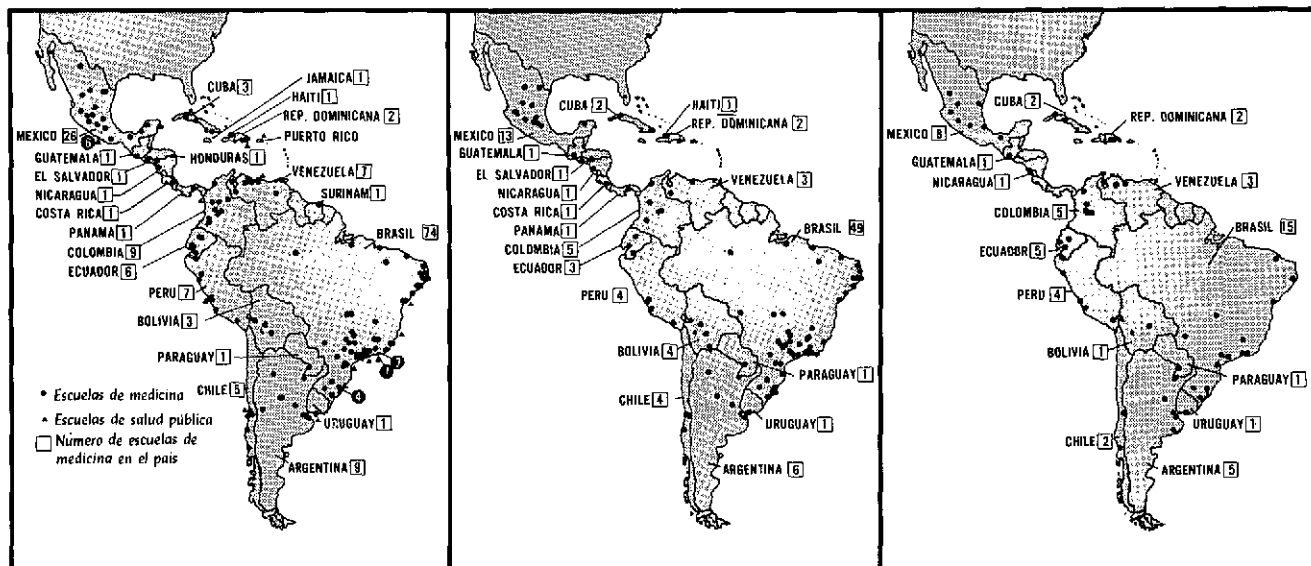 JAMAICA 1
CUBA 3
HAITI 1
REP. DOMINICANA 2
PUERTO RICO
MEXICO 26
6
GUATEMALA 1
HONDURAS 1
EL SALVADOR 1
VENEZUELA 7
NICARAGUA 1
SURINAM 1
COSTA RICA 1
PANAMA 1
BRASIL 74
COLOMBIA 9
ECUADOR 6
PERU 7
BOLIVIA 3
PARAGUAY 1
4
CHILE 5
URUGUAY 1
ARGENTINA 9
Escuelas de medicina
Escuelas de salud pública
Número de escuelas de
medicina en el pais
CUBA 2
HAITI 1
REP. DOMINICANA 2
MEXICO 13
GUATEMALA 1
EL SALVADOR 1
VENEZUELA 3
NICARAGUA 1
COSTA RICA 1
PANAMA 1
BRASIL 49
COLOMBIA 5
ECUADOR 3
PERU 4
BOLIVIA 4
PARAGUAY 1
CHILE 4
URUGUAY 1
ARGENTINA 6
CUBA 2
REP. DOMINICANA 2
MEXICO 8
GUATEMALA 1
NICARAGUA 1
VENEZUELA 3
COLOMBIA 5
BRASIL 15
ECUADOR 5
PERU 4
BOLIVIA 1
PARAGUAY 1
URUGUAY 1
CHILE 2
ARGENTINA 5